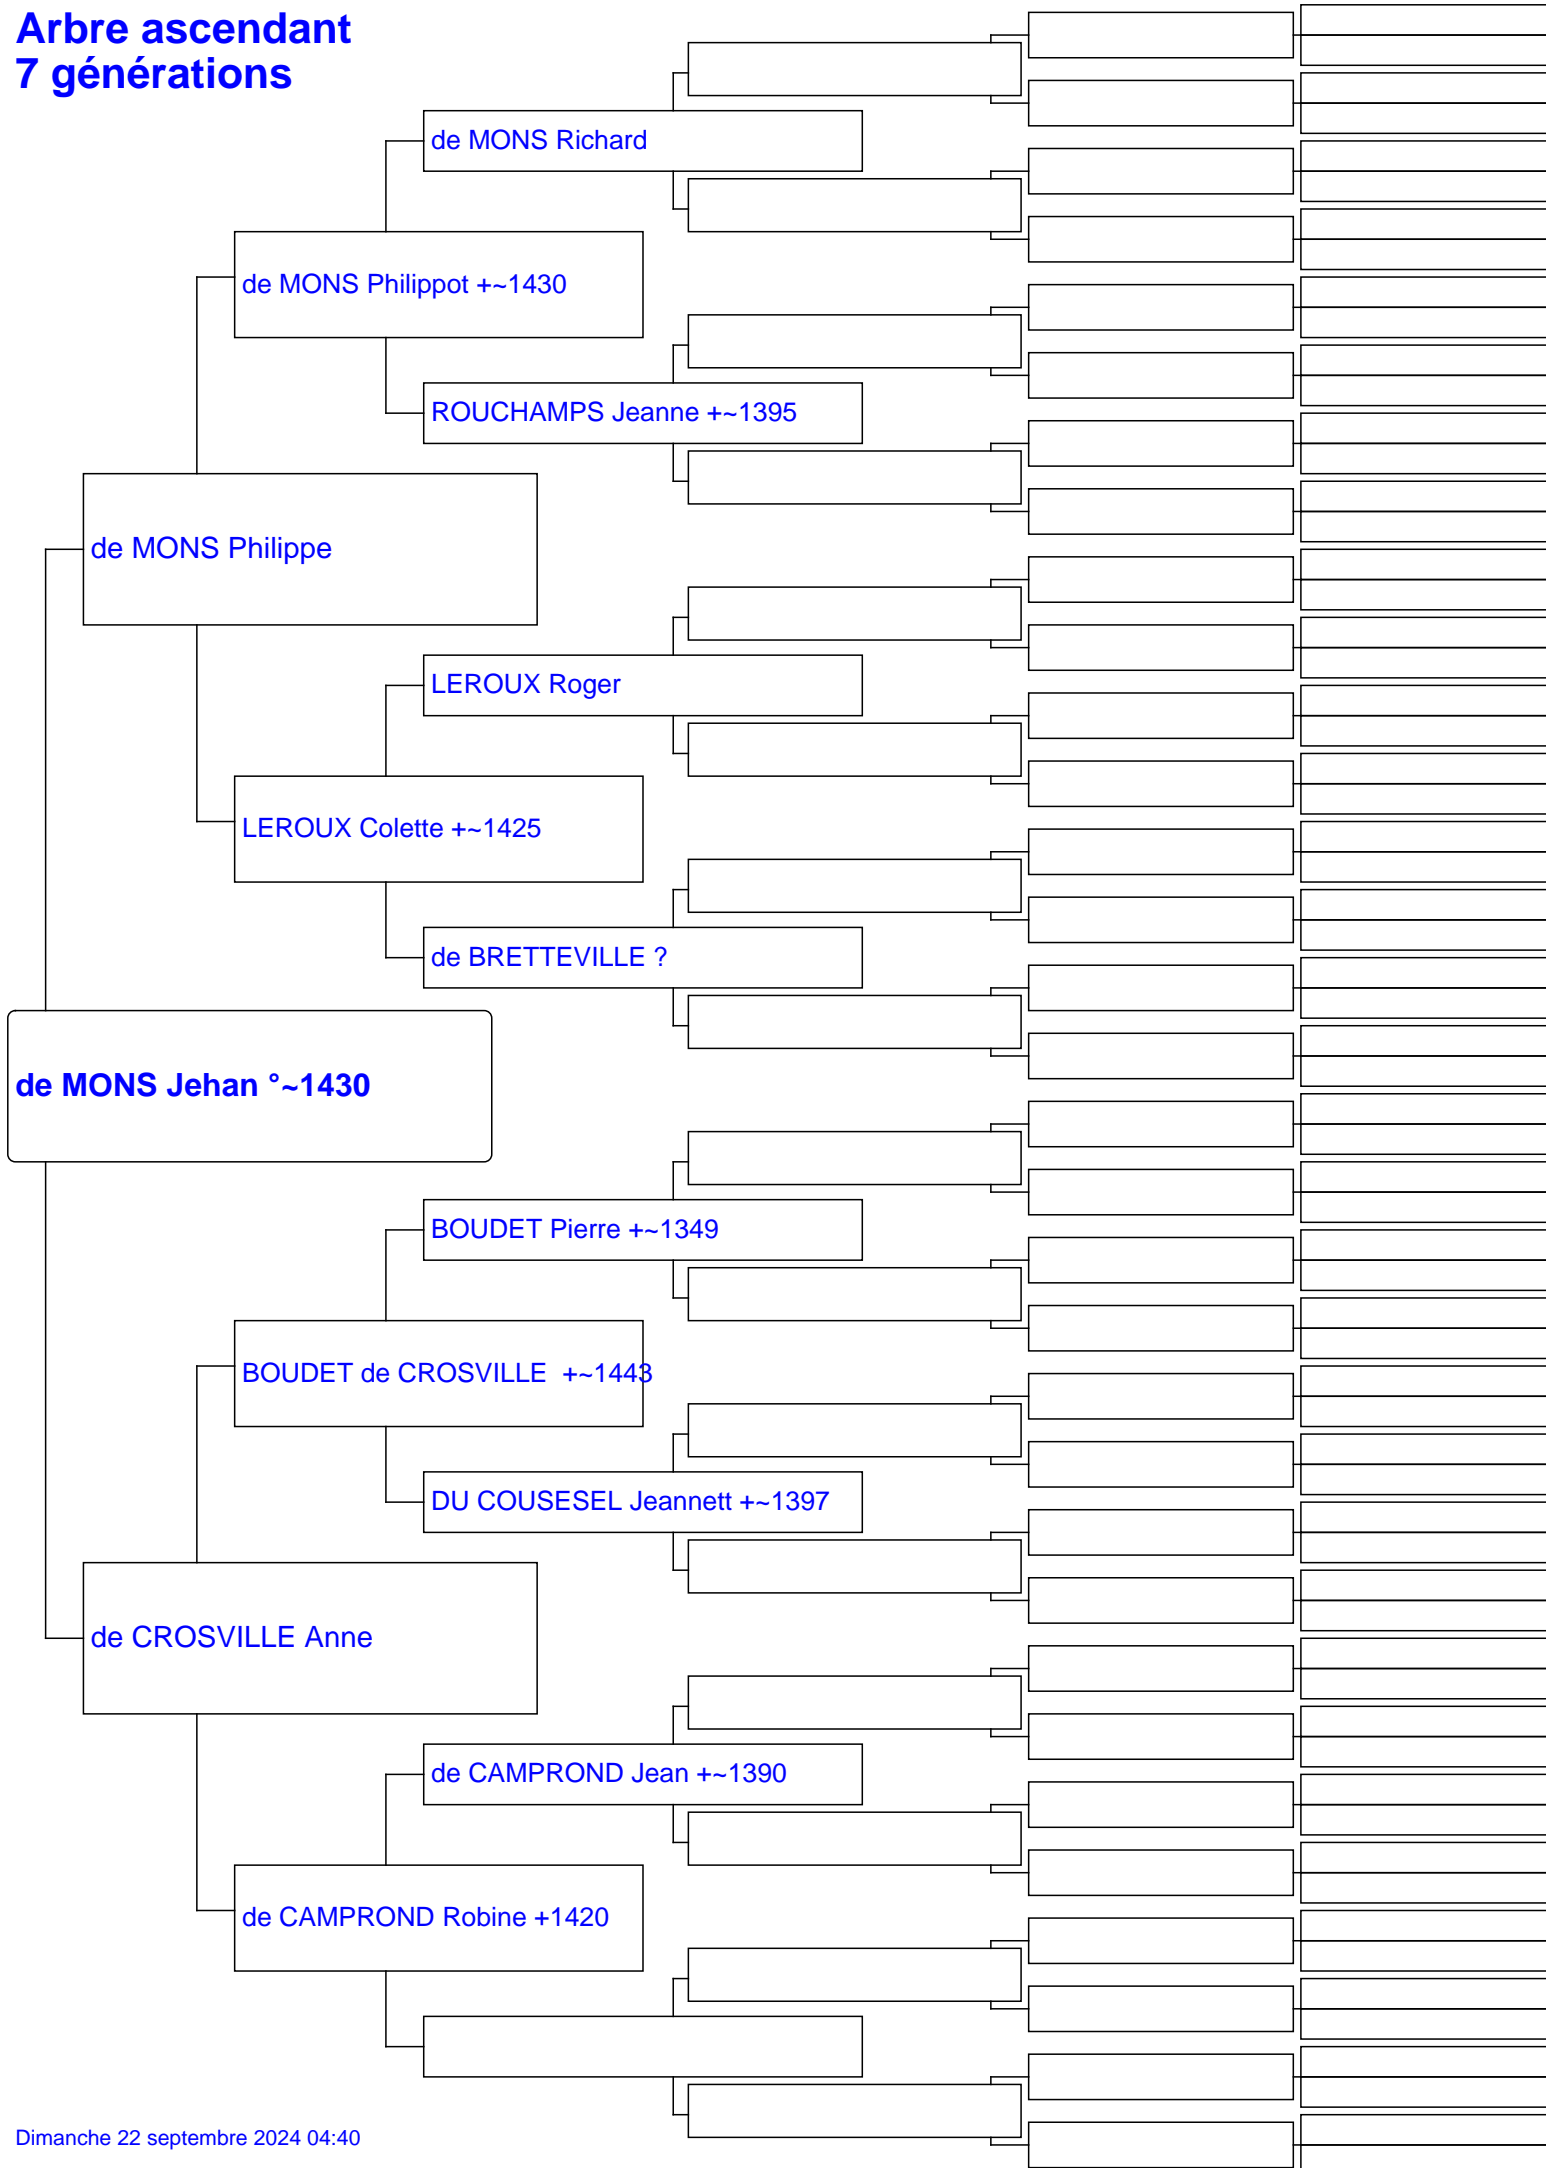 Arbre ascendant
7 générations
de MONS Richard
de MONS Philippot +~1430
ROUCHAMPS Jeanne +~1395
de MONS Philippe
LEROUX Roger
LEROUX Colette +~1425
de BRETTEVILLE ?
de MONS Jehan °~1430
BOUDET Pierre +~1349
BOUDET de CROSVILLE  +~1443
DU COUSESEL Jeannett +~1397
de CROSVILLE Anne
de CAMPROND Jean +~1390
de CAMPROND Robine +1420
Dimanche 22 septembre 2024 04:40